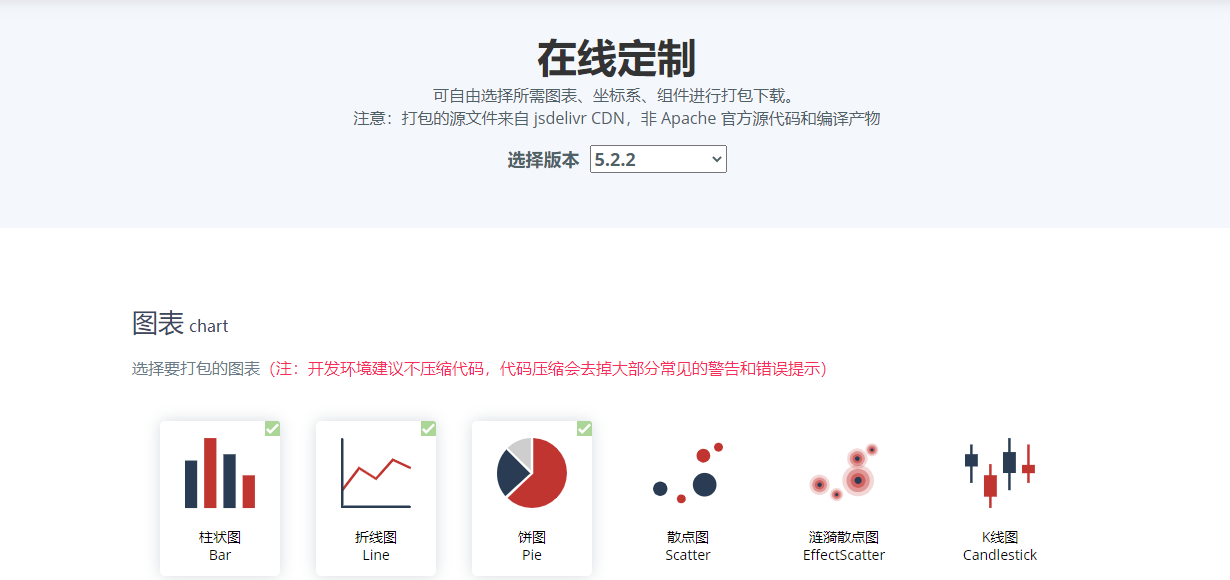 在线定制
可自由选择所需图表、坐标系、组件进行打包下载。
注意：打包的源文件来自 jsdelivr CDN，非 Apache 官方源代码和编译产物
选择版本 5.2.2
图表 chart
选择要打包的图表（注：开发环境建议不压缩代码，代码压缩会去掉大部分常见的警告和错误提示）
柱状图
Bar
折线图
Line
饼图
Pie
散点图
Scatter
涟漪散点图
EffectScatter
K线图
Candlestick